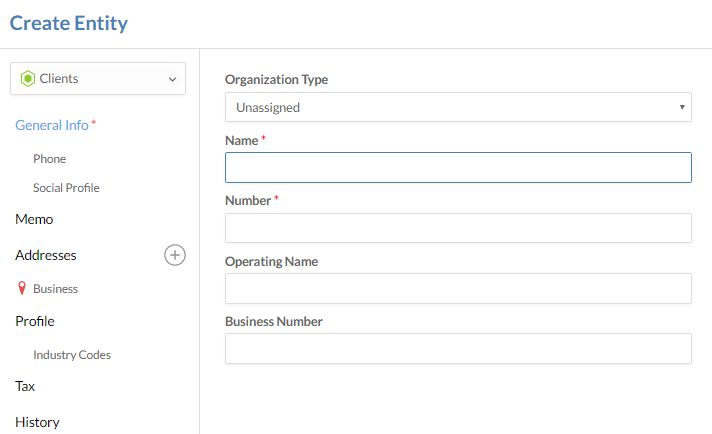 Create Entity
Clients
General Info *
Phone
Social Profile
Memo
Addresses
Business
Profile
Industry Codes
Tax
History
Organization Type
Unassigned
Name *
Number *
Operating Name
Business Number